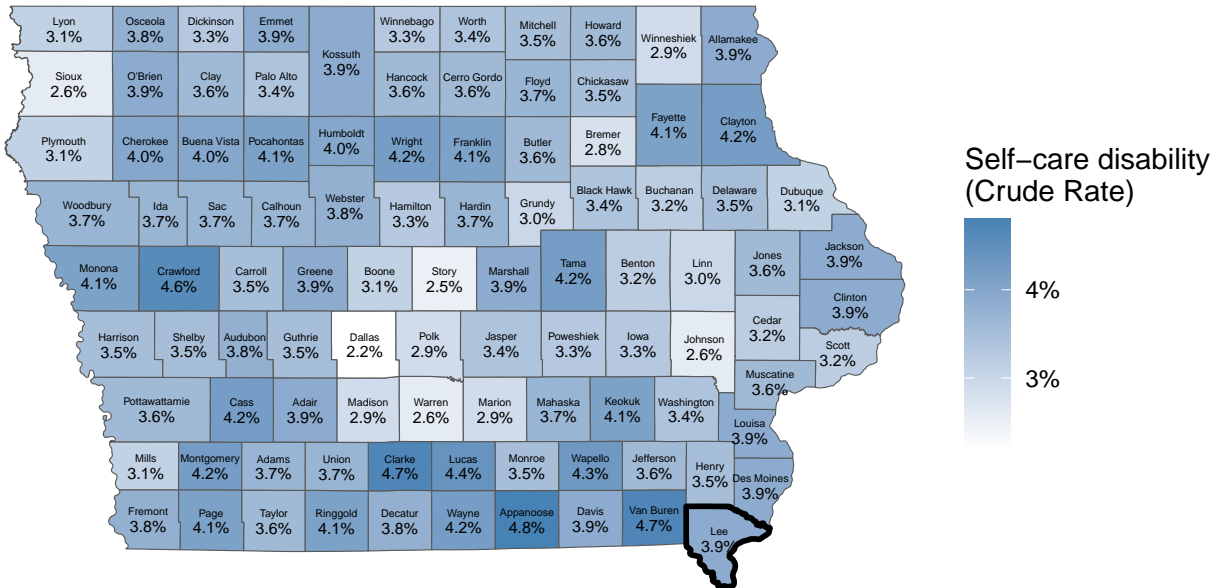 Lyon
3.1%
Osceola
3.8%
Dickinson
3.3%
Emmet
3.9%
Kossuth
3.9%
Winnebago
3.3%
Worth
3.4%
Mitchell
3.5%
Howard
3.6%
Winneshiek
2.9%
Allamakee
3.9%
Sioux
2.6%
O'Brien
3.9%
Clay
3.6%
Palo Alto
3.4%
Hancock
3.6%
Cerro Gordo
3.6%
Floyd
3.7%
Chickasaw
3.5%
Fayette
4.1%
Clayton
4.2%
Plymouth
3.1%
Cherokee
4.0%
Buena Vista
4.0%
Pocahontas
4.1%
Humboldt
4.0%
Wright
4.2%
Franklin
4.1%
Butler
3.6%
Bremer
2.8%
Woodbury
3.7%
Ida
3.7%
Sac
3.7%
Calhoun
3.7%
Webster
3.8%
Hamilton
3.3%
Hardin
3.7%
Grundy
3.0%
Black Hawk
3.4%
Buchanan
3.2%
Delaware
3.5%
Dubuque
3.1%
Monona
4.1%
Crawford
4.6%
Carroll
3.5%
Greene
3.9%
Boone
3.1%
Story
2.5%
Marshall
3.9%
Tama
4.2%
Benton
3.2%
Linn
3.0%
Jones
3.6%
Jackson
3.9%
Clinton
3.9%
Harrison
3.5%
Shelby
3.5%
Audubon
3.8%
Guthrie
3.5%
Dallas
2.2%
Polk
2.9%
Jasper
3.4%
Poweshiek
3.3%
Iowa
3.3%
Johnson
2.6%
Cedar
3.2%
Scott
3.2%
Muscatine
3.6%
Pottawattamie
3.6%
Cass
4.2%
Adair
3.9%
Madison
2.9%
Warren
2.6%
Marion
2.9%
Mahaska
3.7%
Keokuk
4.1%
Washington
3.4%
Louisa
3.9%
Mills
3.1%
Montgomery
4.2%
Adams
3.7%
Union
3.7%
Clarke
4.7%
Lucas
4.4%
Monroe
3.5%
Wapello
4.3%
Jefferson
3.6%
Henry
3.5%
Des Moines
3.9%
Fremont
3.8%
Page
4.1%
Taylor
3.6%
Ringgold
4.1%
Decatur
3.8%
Wayne
4.2%
Appanoose
4.8%
Davis
3.9%
Van Buren
4.7%
Lee
3.9%
Self−care disability
(Crude Rate)
4%
3%